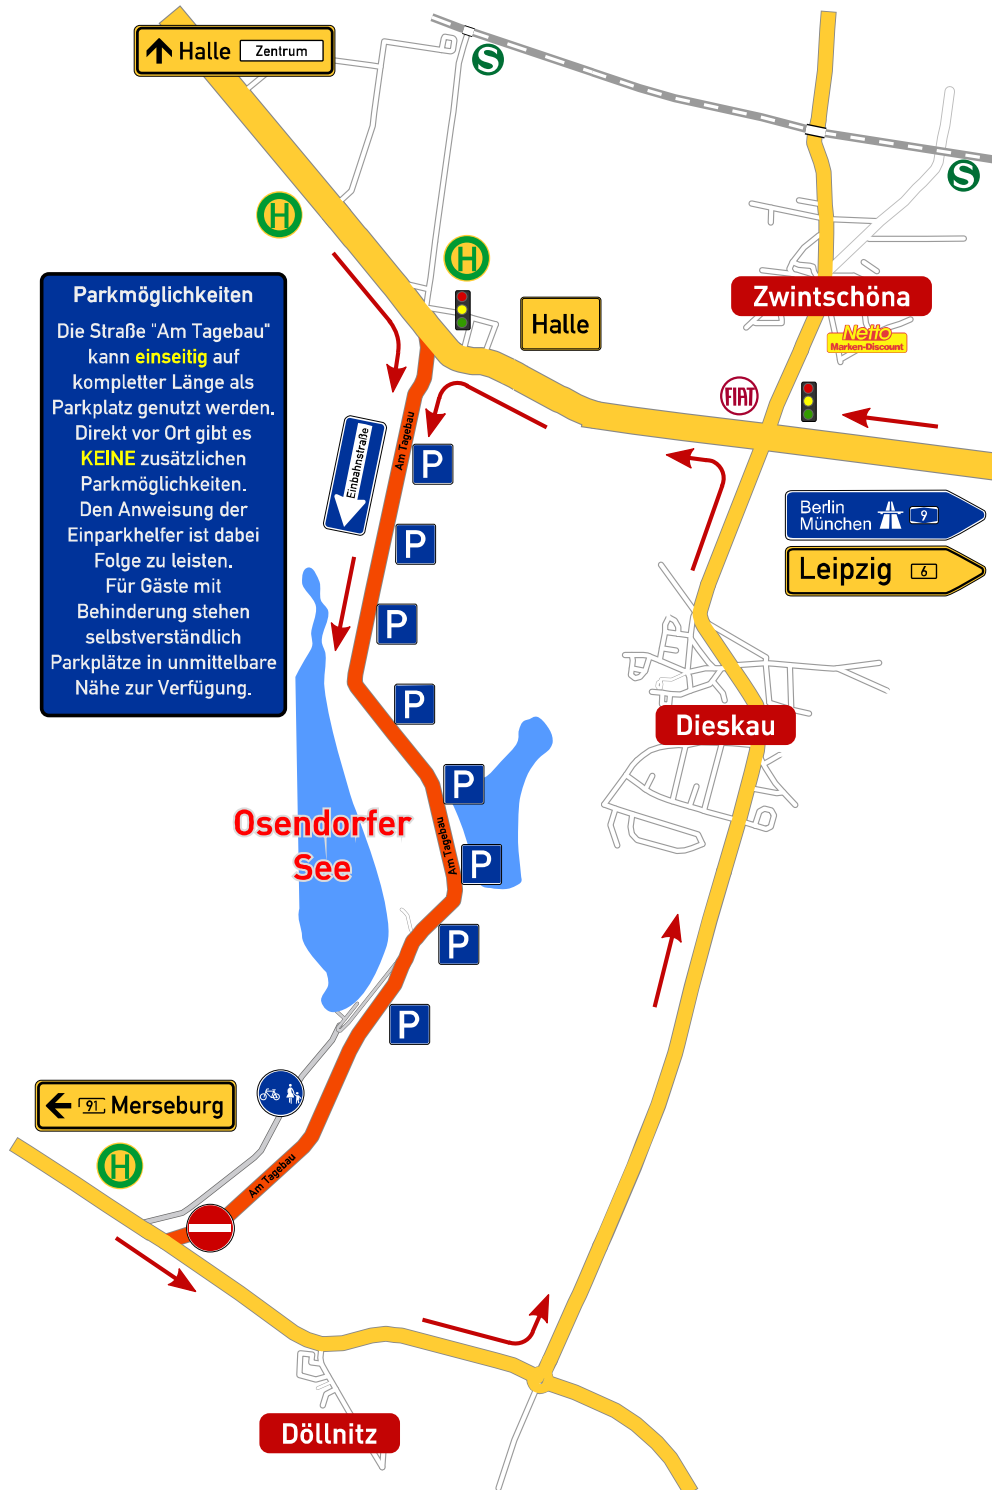 Halle Zentrum
S
S
H
H
Halle
Zwintschöna
Netto
Marken-Discount
FIAT
Parkmöglichkeiten
Die Straße "Am Tagebau"
kann einseitig auf
kompletter Länge als
Parkplatz genutzt werden.
Direkt vor Ort gibt es
KEINE zusätzlichen
Parkmöglichkeiten.
Den Anweisung der
Einparkhelfer ist dabei
Folge zu leisten.
Für Gäste mit
Behinderung stehen
selbstverständlich
Parkplätze in unmittelbare
Nähe zur Verfügung.
Am Tagebau
Einbahnstraße
P
P
P
P
P
P
P
P
Berlin
München 9
Leipzig 6
Dieskau
Osendorfer
See
Am Tagebau
91 Merseburg
H
Am Tagebau
Döllnitz